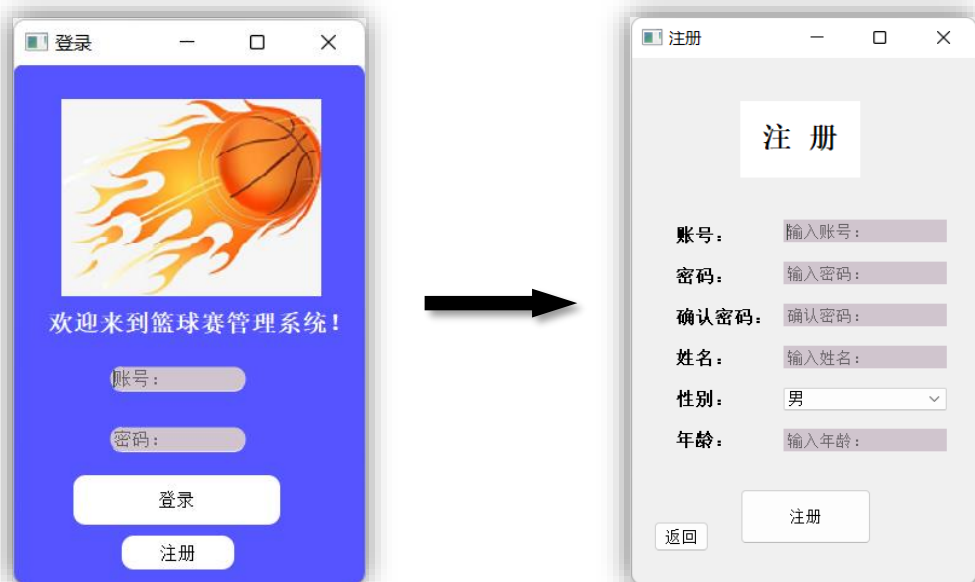 登录
欢迎来到篮球赛管理系统！
账号：
密码：
登录
注册
注册
注 册
账号： 输入账号：
密码： 输入密码：
确认密码： 确认密码：
姓名： 输入姓名：
性别： 男
年龄： 输入年龄：
注册
返回